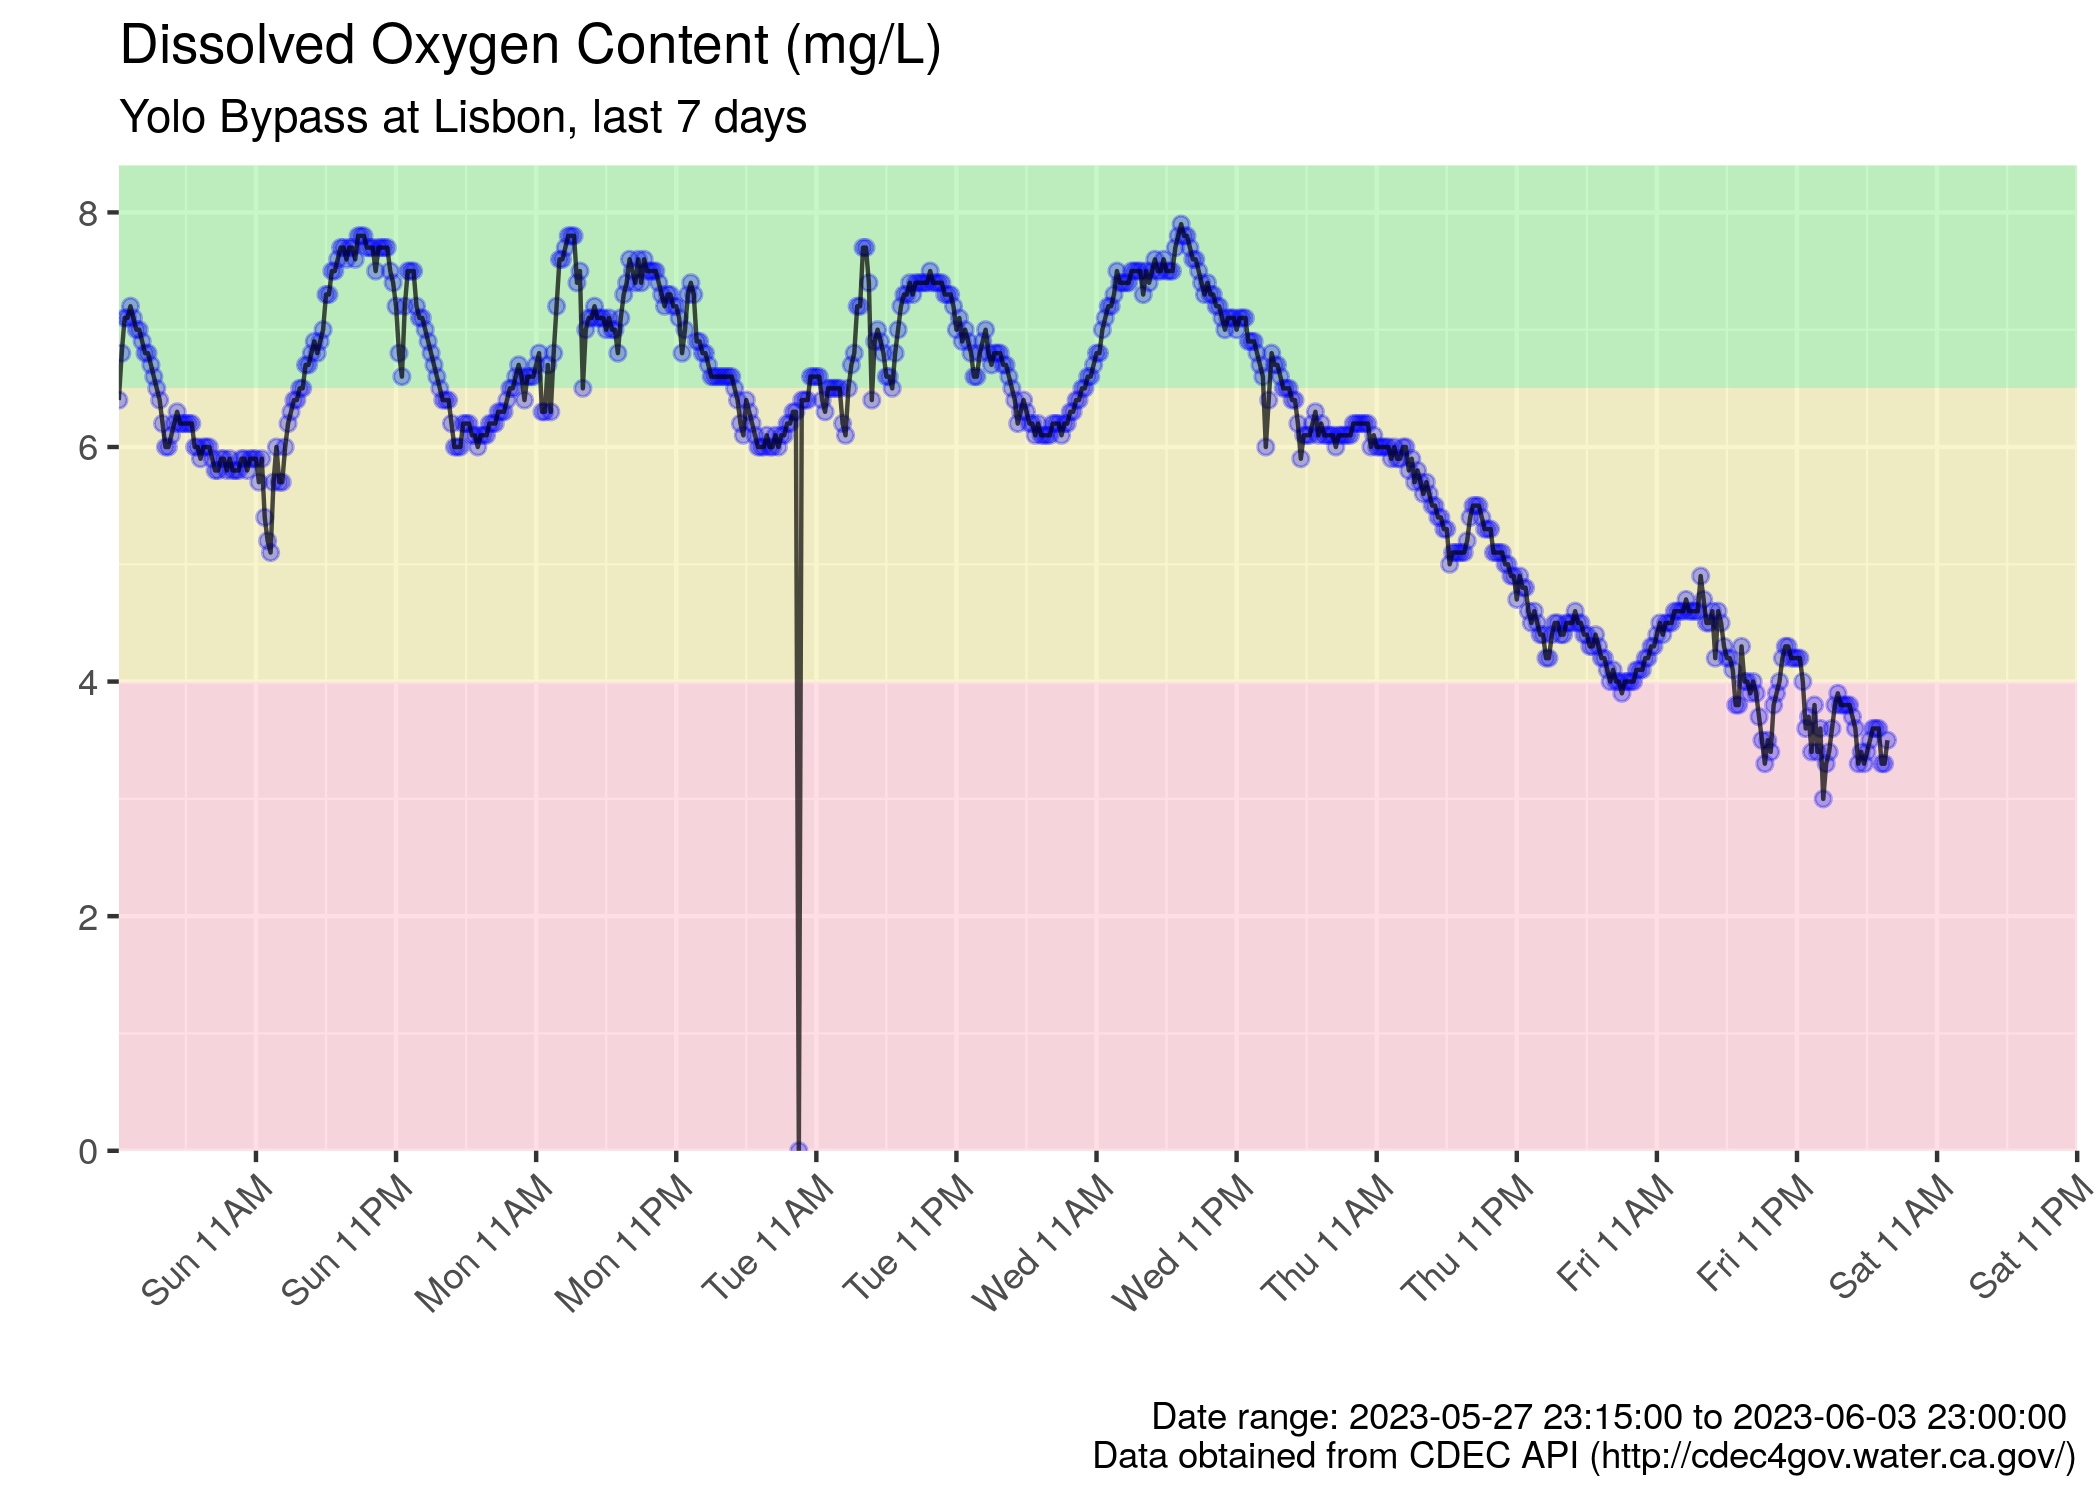 Dissolved Oxygen Content (mg/L)
Yolo Bypass at Lisbon, last 7 days
8
6
4
2
0
Sun 11AM
Sun 11PM
Mon 11AM
Mon 11PM
Tue 11AM
Tue 11PM
Wed 11AM
Wed 11PM
Thu 11AM
Thu 11PM
Fri 11AM
Fri 11PM
Sat 11AM
Sat 11PM
Date range: 2023-05-27 23:15:00 to 2023-06-03 23:00:00
Data obtained from CDEC API (http://cdec4gov.water.ca.gov/)